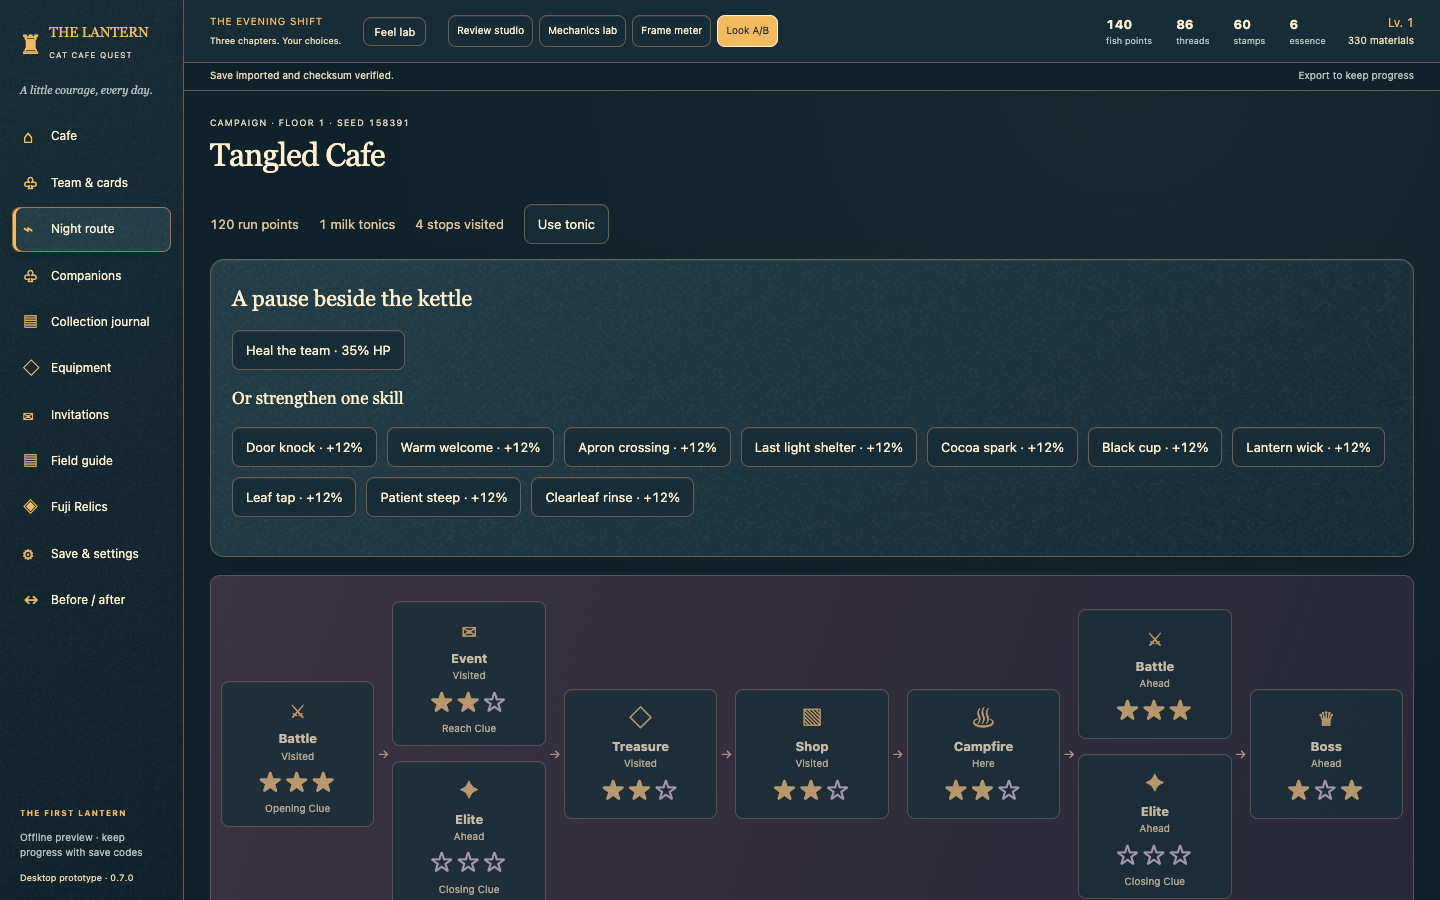 THE LANTERN
CAT CAFE QUEST
A little courage, every day.
Cafe
Team & cards
Night route
Companions
Collection journal
Equipment
Invitations
Field guide
Fuji Relics
Save & settings
Before / after
THE FIRST LANTERN
Offline preview · keep
progress with save codes
Desktop prototype · 0.7.0
THE EVENING SHIFT
Three chapters. Your choices.
Feel lab
Review studio
Mechanics lab
Frame meter
Look A/B
140
fish points
86
threads
60
stamps
6
essence
Lv. 1
330 materials
Save imported and checksum verified.
Export to keep progress
CAMPAIGN · FLOOR 1 · SEED 158391
Tangled Cafe
120 run points
1 milk tonics
4 stops visited
Use tonic
A pause beside the kettle
Heal the team · 35% HP
Or strengthen one skill
Door knock · +12%
Warm welcome · +12%
Apron crossing · +12%
Last light shelter · +12%
Cocoa spark · +12%
Black cup · +12%
Lantern wick · +12%
Leaf tap · +12%
Patient steep · +12%
Clearleaf rinse · +12%
Battle
Visited
Opening Clue
Event
Visited
Reach Clue
Elite
Ahead
Closing Clue
Treasure
Visited
Shop
Visited
Campfire
Here
Battle
Ahead
Elite
Ahead
Closing Clue
Boss
Ahead